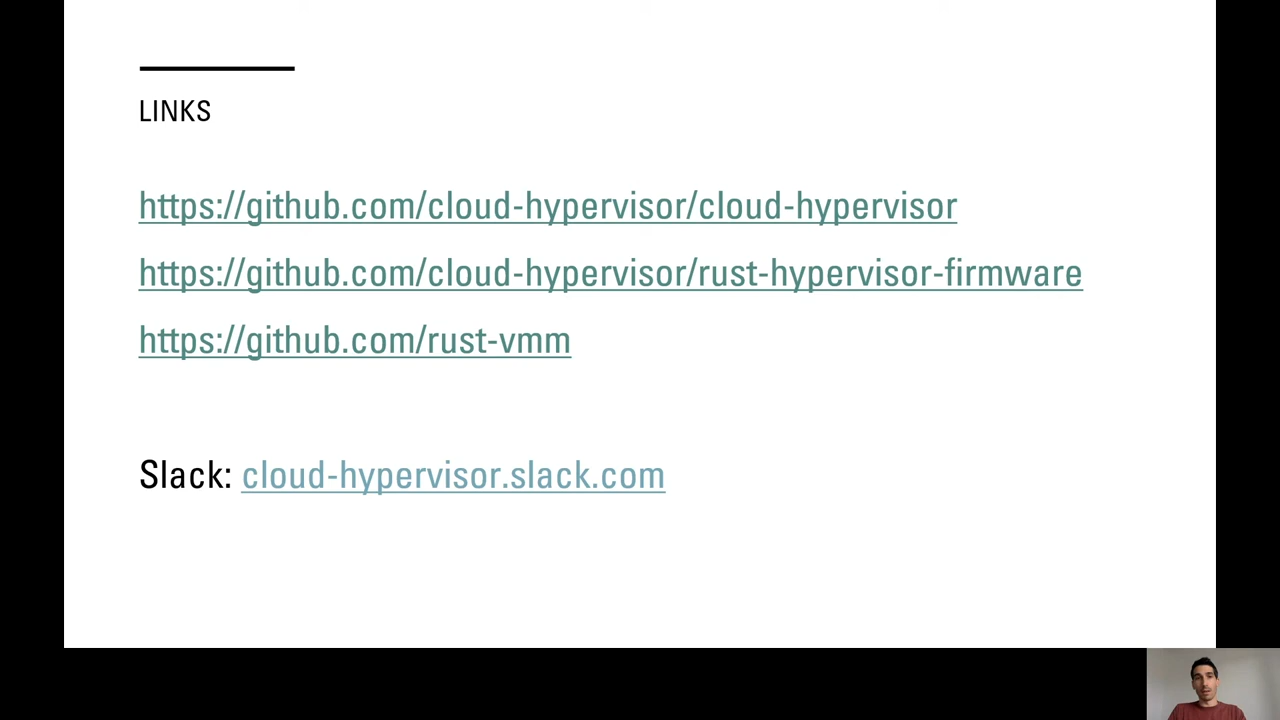 LINKS
https://github.com/cloud-hypervisor/cloud-hypervisor
https://github.com/cloud-hypervisor/rust-hypervisor-firmware
https://github.com/rust-vmm
Slack: cloud-hypervisor.slack.com